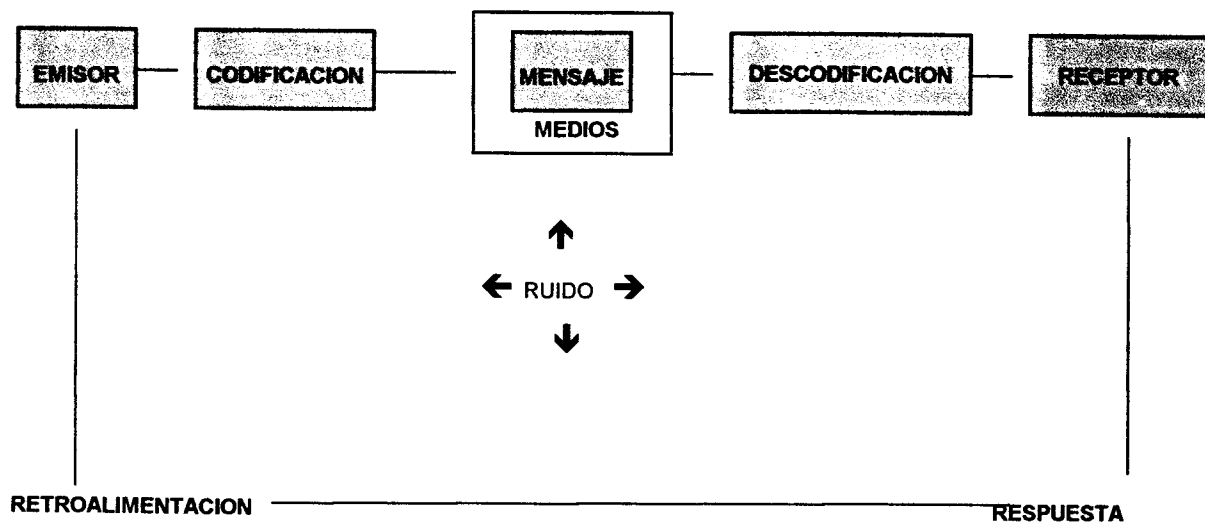 EMISOR
CODIFICACION
MENSAJE
MEDIOS
DESCODIFICACION
RECEPTOR
RUIDO
RETROALIMENTACION
RESPUESTA